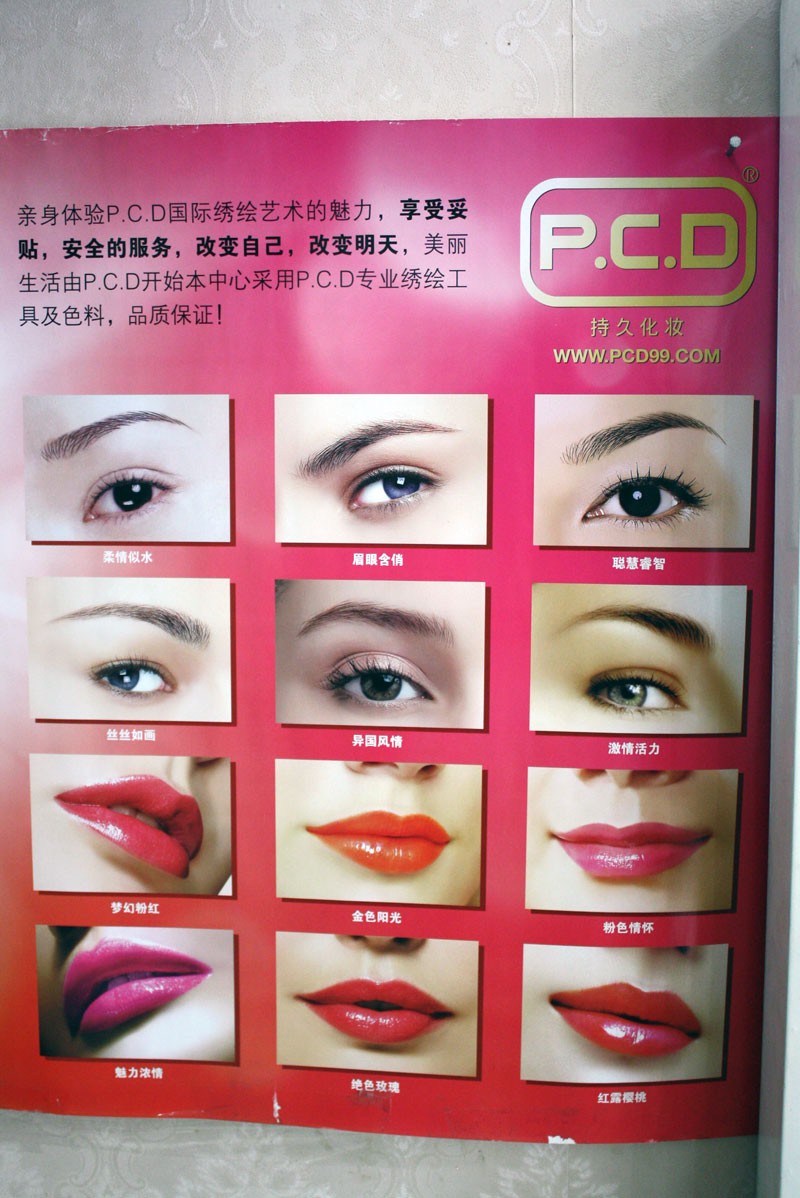 亲身体验P.C.D国际绣绘艺术的魅力，享受妥
贴，安全的服务，改变自己，改变明天，美丽
生活由P.C.D开始本中心采用P.C.D专业绣绘工
具及色料，品质保证！
®
P.C.D
持久化妆
WWW.PCD99.COM
柔情似水
眉眼含俏
聪慧睿智
丝丝如画
异国风情
激情活力
梦幻粉红
金色阳光
粉色情怀
魅力浓情
绝色玫瑰
红露樱桃